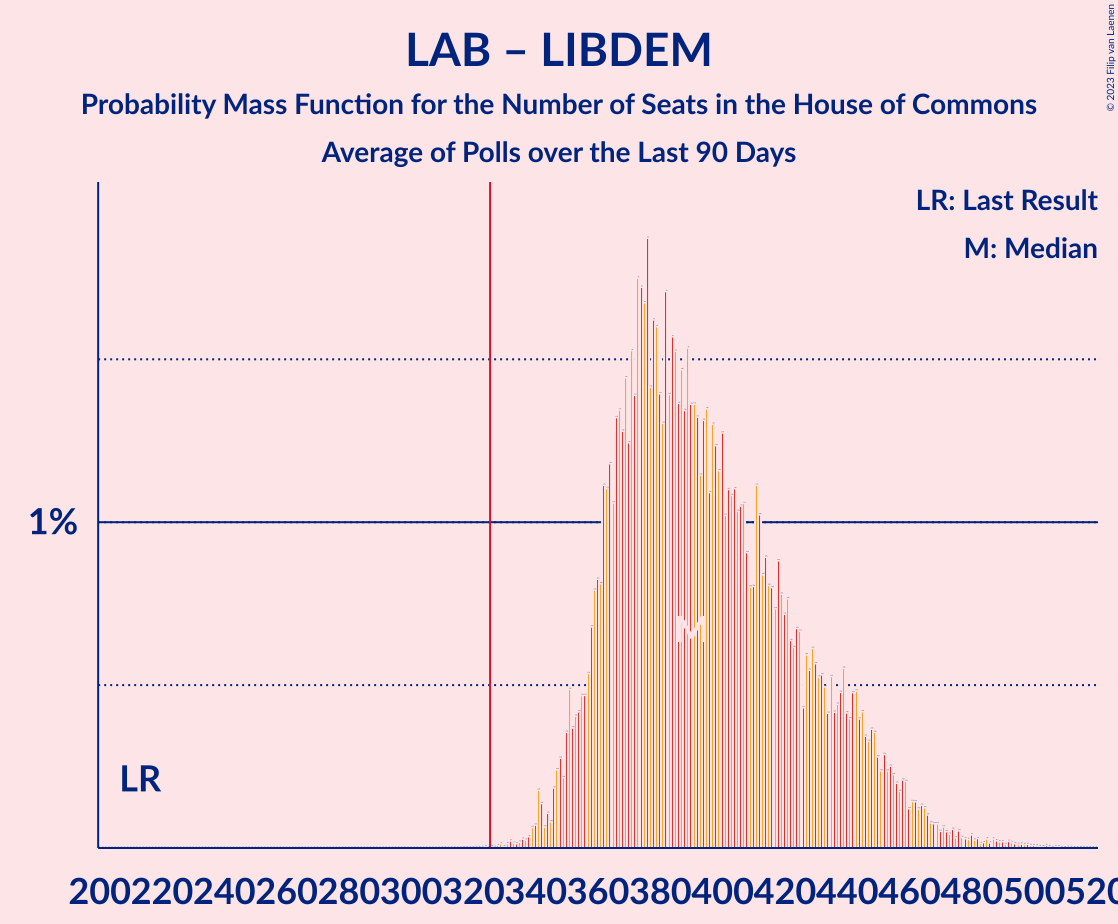 LAB – LIBDEM
Probability Mass Function for the Number of Seats in the House of Commons
Average of Polls over the Last 90 Days
© 2023 Filip van Laenen
LR: Last Result
M: Median
1%
M
LR
200220240260280300320340360380400420440460480500520